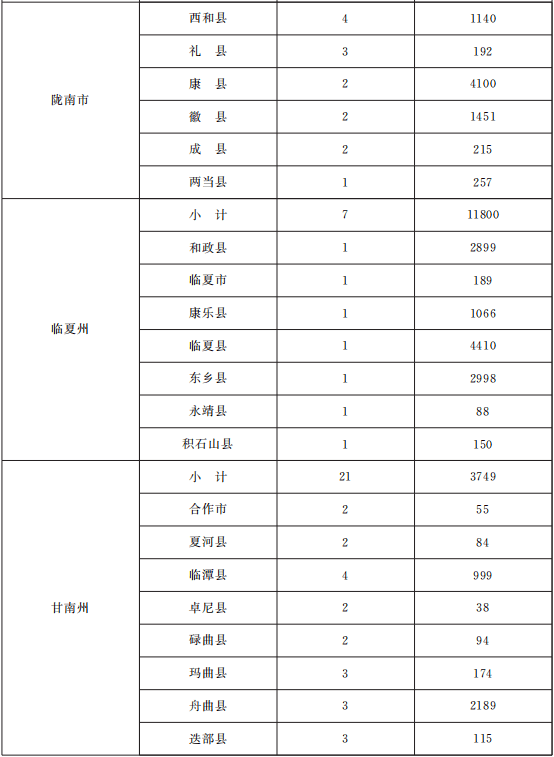 陇南市
西和县 4 1140
礼 县 3 192
康 县 2 4100
徽 县 2 1451
成 县 2 215
两当县 1 257
临夏州
小 计 7 11800
和政县 1 2899
临夏市 1 189
康乐县 1 1066
临夏县 1 4410
东乡县 1 2998
永靖县 1 88
积石山县 1 150
甘南州
小 计 21 3749
合作市 2 55
夏河县 2 84
临潭县 4 999
卓尼县 2 38
碌曲县 2 94
玛曲县 3 174
舟曲县 3 2189
迭部县 3 115